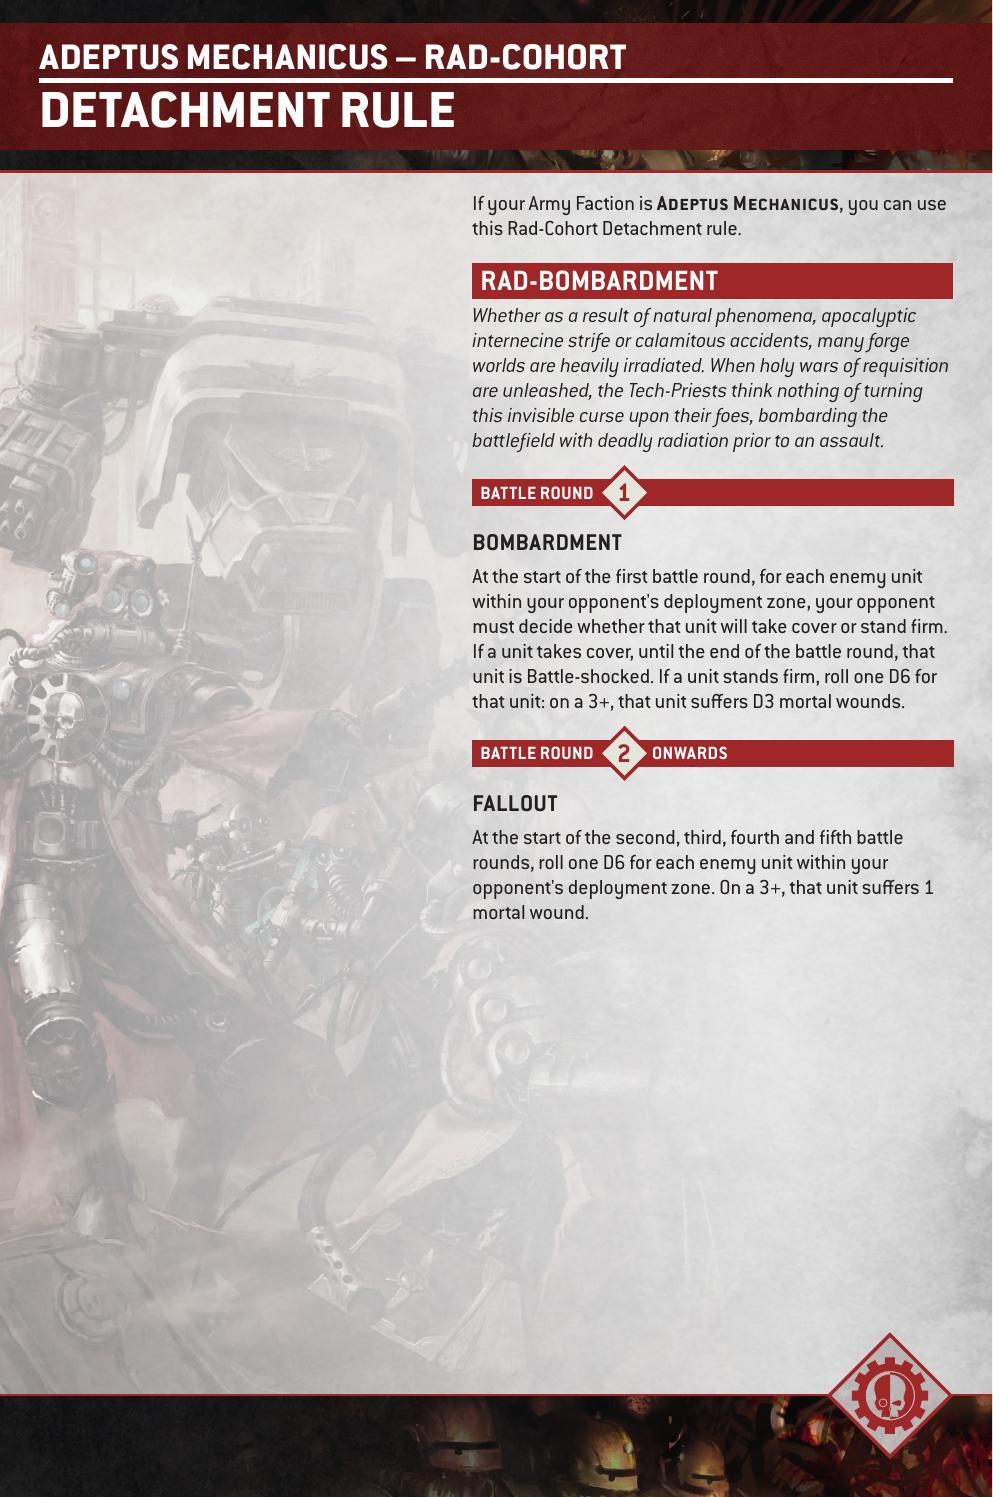 ADEPTUS MECHANICUS – RAD-COHORT
DETACHMENT RULE
If your Army Faction is ADEPTUS MECHANICUS, you can use
this Rad-Cohort Detachment rule.
RAD-BOMBARDMENT
Whether as a result of natural phenomena, apocalyptic
internecine strife or calamitous accidents, many forge
worlds are heavily irradiated. When holy wars of requisition
are unleashed, the Tech-Priests think nothing of turning
this invisible curse upon their foes, bombarding the
battlefield with deadly radiation prior to an assault.
BATTLE ROUND 1
BOMBARDMENT
At the start of the first battle round, for each enemy unit
within your opponent's deployment zone, your opponent
must decide whether that unit will take cover or stand firm.
If a unit takes cover, until the end of the battle round, that
unit is Battle-shocked. If a unit stands firm, roll one D6 for
that unit: on a 3+, that unit suffers D3 mortal wounds.
BATTLE ROUND 2 ONWARDS
FALLOUT
At the start of the second, third, fourth and fifth battle
rounds, roll one D6 for each enemy unit within your
opponent's deployment zone. On a 3+, that unit suffers 1
mortal wound.